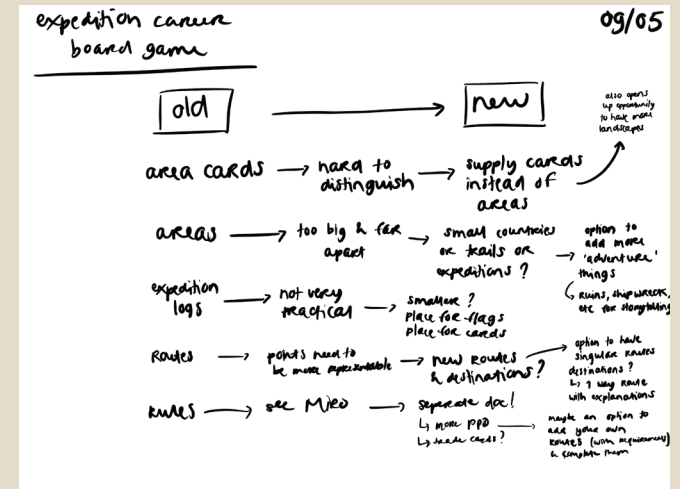 expedition career
board game
09/05
old
new
also opens
up opportunity
to have more
landscapes
area cards
hard to
distinguish
supply cards
instead of
areas
areas
too big & far
apart
small countries
or trails or
expeditions ?
option to
add more
'adventure'
things
ruins, shipwreck,
etc for storytelling
expedition
logs
not very
practical
smaller ?
place for flags
place for cards
Routes
points need to
be more representable
new routes
& destinations ?
option to have
singular routes
destinations ?
1 way route
with explanations
Rules
see Miro
seperate doc!
more PPD
trade cards ?
maybe an option to
add your own
routes (with requirements)
& complete them